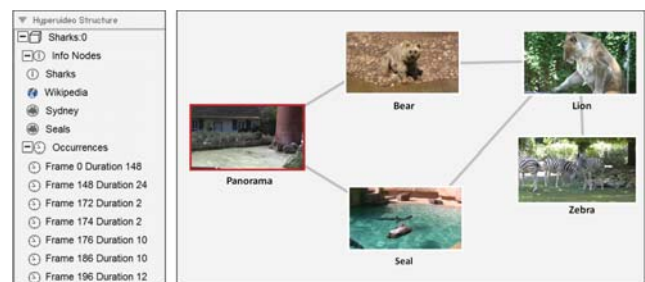 Hypervideo Structure
Sharks:0
Info Nodes
Sharks
Wikipedia
Sydney
Seals
Occurrences
Frame 0 Duration 148
Frame 148 Duration 24
Frame 172 Duration 2
Frame 174 Duration 2
Frame 176 Duration 10
Frame 186 Duration 10
Frame 196 Duration 12
Bear
Lion
Panorama
Zebra
Seal